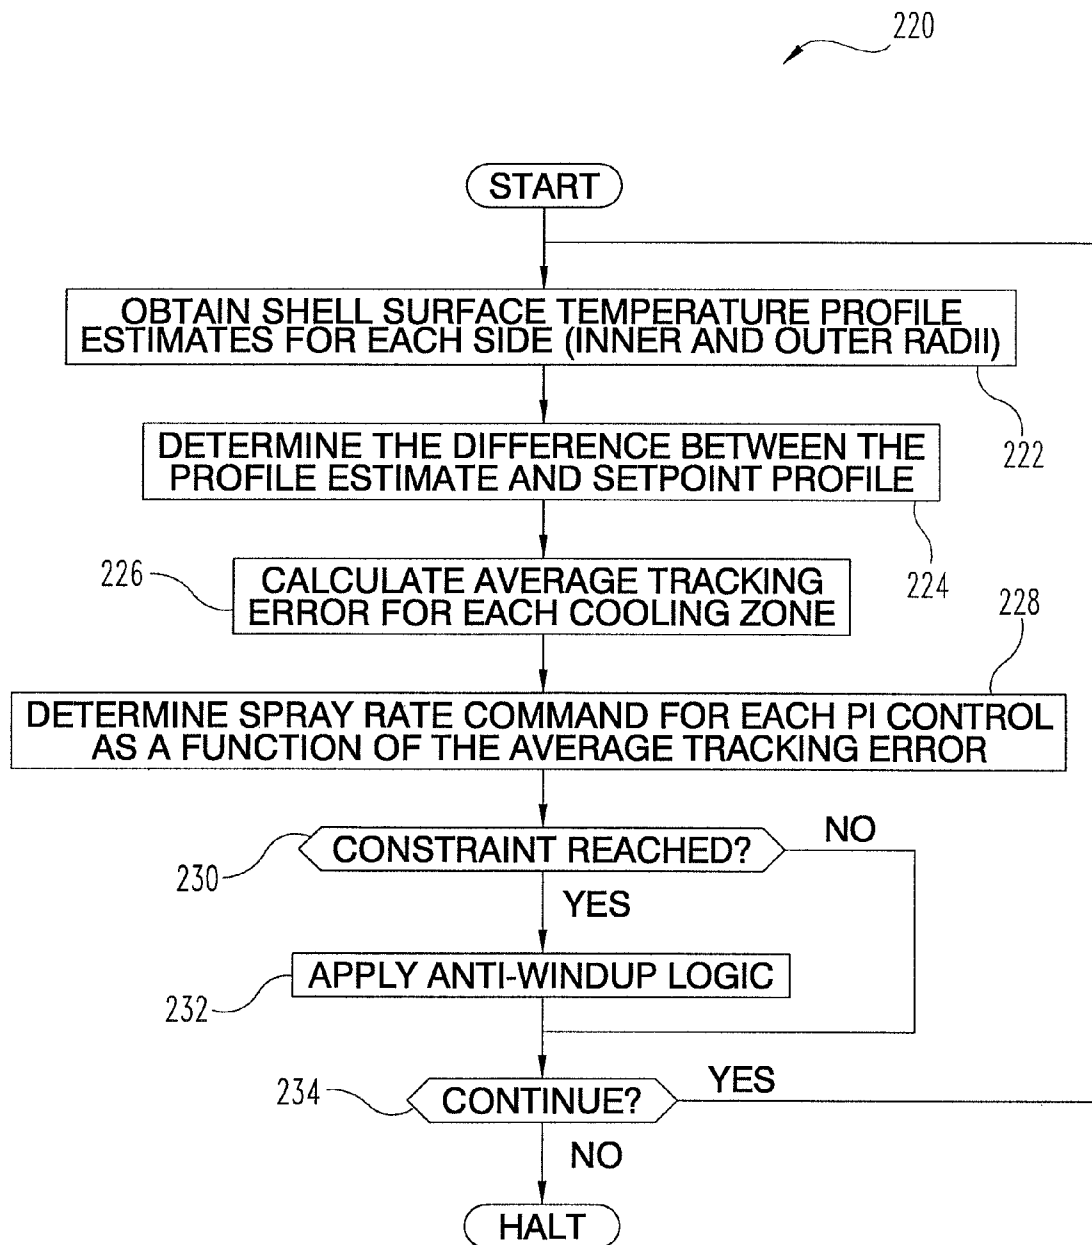 220
START
OBTAIN SHELL SURFACE TEMPERATURE PROFILE
ESTIMATES FOR EACH SIDE (INNER AND OUTER RADII)
222
DETERMINE THE DIFFERENCE BETWEEN THE
PROFILE ESTIMATE AND SETPOINT PROFILE
224
226
CALCULATE AVERAGE TRACKING
ERROR FOR EACH COOLING ZONE
228
DETERMINE SPRAY RATE COMMAND FOR EACH PI CONTROL
AS A FUNCTION OF THE AVERAGE TRACKING ERROR
230
CONSTRAINT REACHED?
NO
YES
232
APPLY ANTI-WINDUP LOGIC
234
CONTINUE?
YES
NO
HALT